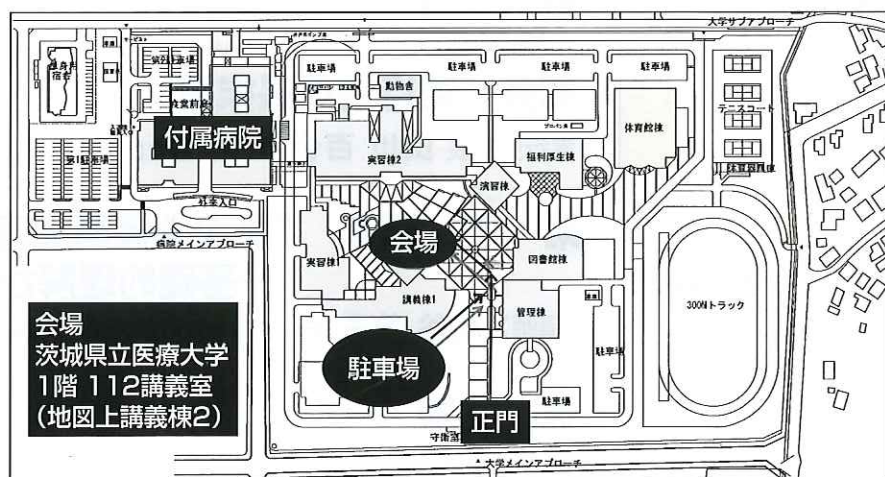 大学サブアプローチ
駐車場
駐車場
駐車場
駐車場
動物舎
テニスコート
付属病院
体育館棟
第1駐車場
実習棟2
福利厚生棟
演習棟
外来入口
病院メインアプローチ
会場
実習棟1
図書館棟
講義棟1
管理棟
300Mトラック
会場
茨城県立医療大学
1階 112講義室
(地図上講義棟2)
駐車場
駐車場
駐車場
正門
守衛室
大学メインアプローチ